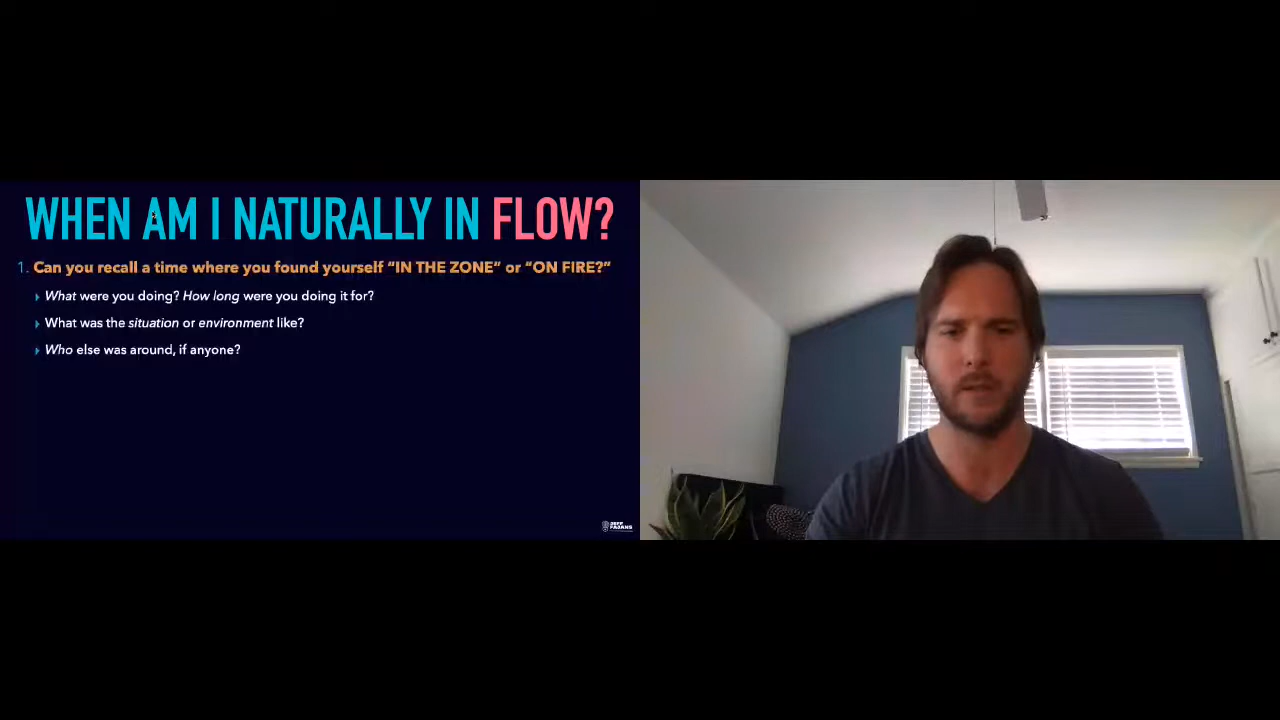 WHEN AM I NATURALLY IN FLOW?
1. Can you recall a time where you found yourself “IN THE ZONE” or “ON FIRE?”
What were you doing? How long were you doing it for?
What was the situation or environment like?
Who else was around, if anyone?
JEFF
FAJANS